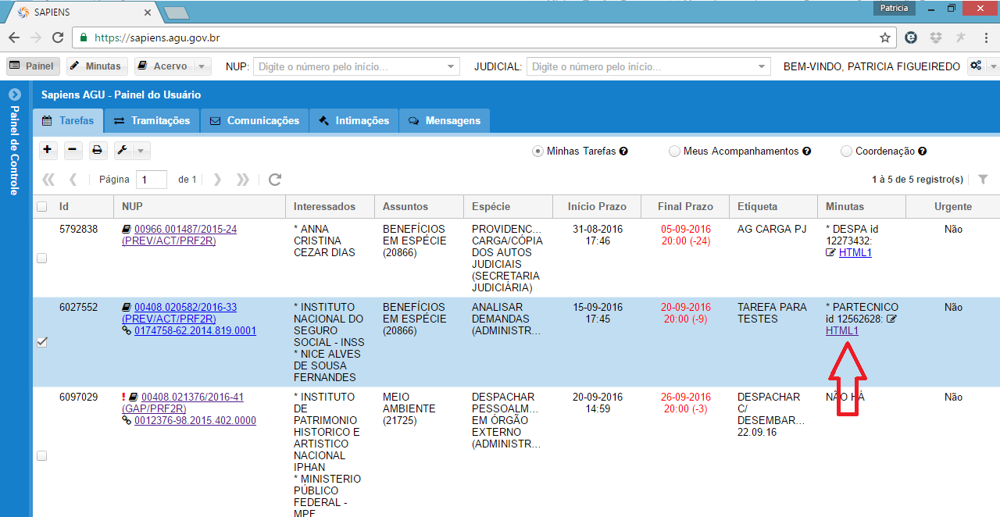 SAPIENS
Patricia
https://sapiens.agu.gov.br
Painel
Minutas
Acervo
NUP: Digite o número pelo início...
JUDICIAL: Digite o número pelo início...
BEM-VINDO, PATRICIA FIGUEIREDO
Painel de Controle
Sapiens AGU - Painel do Usuário
Tarefas
Tramitações
Comunicações
Intimações
Mensagens
Minhas Tarefas
Meus Acompanhamentos
Coordenação
Página 1 de 1
1 à 5 de 5 registro(s)
Id NUP Interessados Assuntos Espécie Início Prazo Final Prazo Etiqueta Minutas Urgente
5792838
00966.001487/2015-24
(PREV/ACT/PRF2R)
* ANNA
CRISTINA
CEZAR DIAS
BENEFÍCIOS
EM ESPÉCIE
(20866)
PROVIDENC...
CARGA/CÓPIA
DOS AUTOS
JUDICIAIS
(SECRETARIA
JUDICIÁRIA)
31-08-2016
17:46
05-09-2016
20:00 (-24)
AG CARGA PJ
* DESPA id
12273432:
HTML1
Não
6027552
00408.020582/2016-33
(PREV/ACT/PRF2R)
0174758-62.2014.819.0001
* INSTITUTO
NACIONAL DO
SEGURO
SOCIAL - INSS
* NICE ALVES
DE SOUSA
FERNANDES
BENEFÍCIOS
EM ESPÉCIE
(20866)
ANALISAR
DEMANDAS
(ADMINISTR...
15-09-2016
17:45
20-09-2016
20:00 (-9)
TAREFA PARA
TESTES
* PARTECNICO
id 12562628:
HTML1
Não
6097029
! 00408.021376/2016-41
(GAP/PRF2R)
0012376-98.2015.402.0000
* INSTITUTO
DE
PATRIMONIO
HISTORICO E
ARTISTICO
NACIONAL
IPHAN
* MINISTERIO
PÚBLICO
FEDERAL -
MPF
MEIO
AMBIENTE
(21725)
DESPACHAR
PESSOALM...
EM ÓRGÃO
EXTERNO
(ADMINISTR...
20-09-2016
14:59
26-09-2016
20:00 (-3)
DESPACHAR
C/
DESEMBAR...
22.09.16
NÃO HÁ
Não